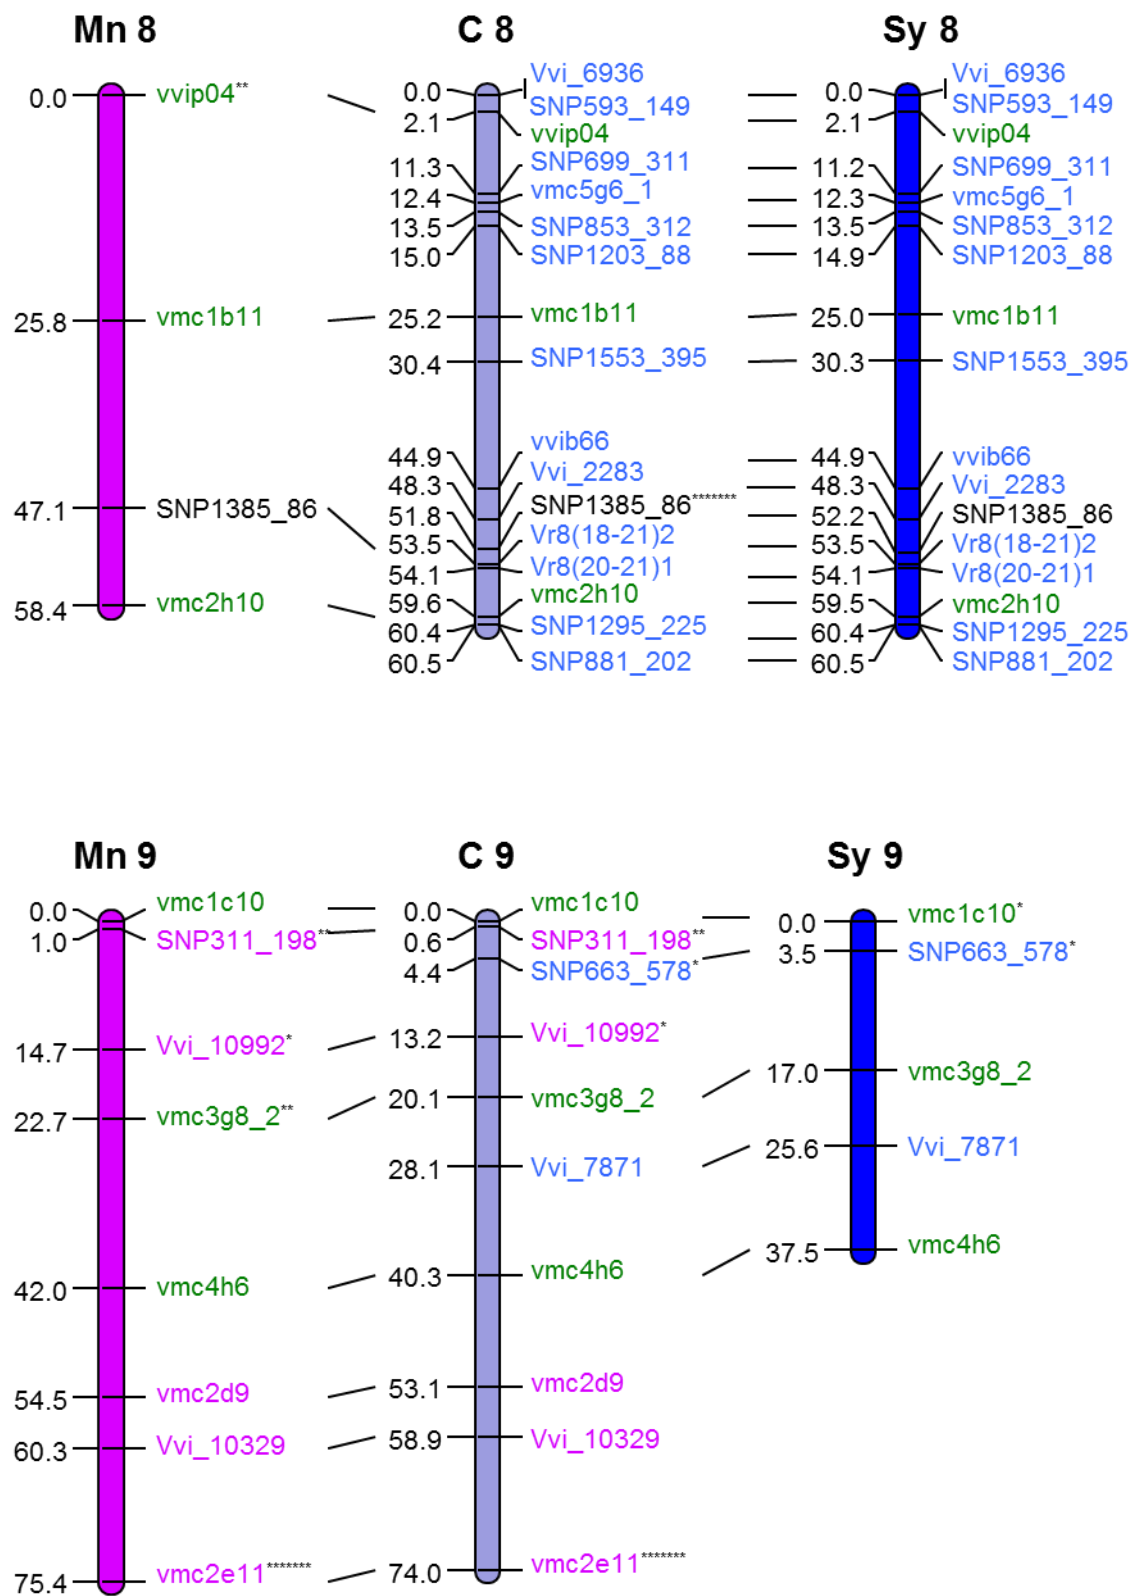 Mn 8 C 8 Sy 8
0.0 vvip04** 0.0 Vvi_6936 0.0 Vvi_6936
SNP593_149 SNP593_149
2.1 vvip04 2.1 vvip04
11.3 SNP699_311 11.2 SNP699_311
12.4 vmc5g6_1 12.3 vmc5g6_1
13.5 SNP853_312 13.5 SNP853_312
15.0 SNP1203_88 14.9 SNP1203_88
25.8 vmc1b11 25.2 vmc1b11 25.0 vmc1b11
30.4 SNP1553_395 30.3 SNP1553_395
44.9 vvib66 44.9 vvib66
48.3 Vvi_2283 48.3 Vvi_2283
47.1 SNP1385_86 51.8 SNP1385_86******* 52.2 SNP1385_86
53.5 Vr8(18-21)2 53.5 Vr8(18-21)2
54.1 Vr8(20-21)1 54.1 Vr8(20-21)1
58.4 vmc2h10 59.6 vmc2h10 59.5 vmc2h10
60.4 SNP1295_225 60.4 SNP1295_225
60.5 SNP881_202 60.5 SNP881_202
Mn 9 C 9 Sy 9
0.0 vmc1c10 0.0 vmc1c10 0.0 vmc1c10*
1.0 SNP311_198** 0.6 SNP311_198**
4.4 SNP663_578* 3.5 SNP663_578*
14.7 Vvi_10992* 13.2 Vvi_10992*
22.7 vmc3g8_2** 20.1 vmc3g8_2 17.0 vmc3g8_2
28.1 Vvi_7871 25.6 Vvi_7871
42.0 vmc4h6 40.3 vmc4h6 37.5 vmc4h6
54.5 vmc2d9 53.1 vmc2d9
60.3 Vvi_10329 58.9 Vvi_10329
75.4 vmc2e11******* 74.0 vmc2e11*******